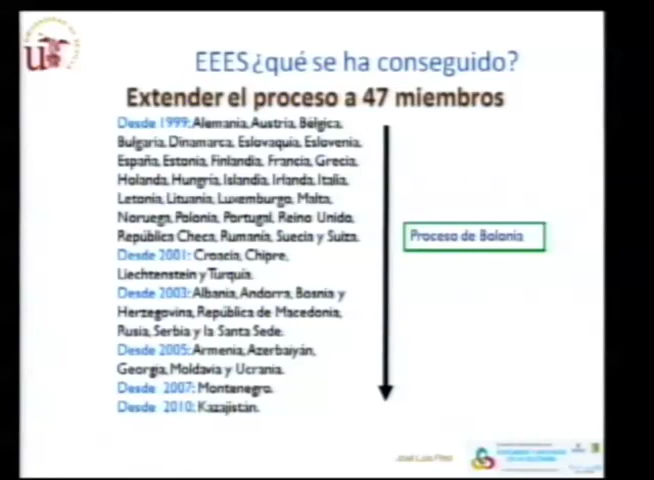 EEES ¿qué se ha conseguido?
Extender el proceso a 47 miembros
Desde 1999: Alemania, Austria, Bélgica,
Bulgaria, Dinamarca, Eslovaquia, Eslovenia,
España, Estonia, Finlandia, Francia, Grecia,
Holanda, Hungría, Islandia, Irlanda, Italia,
Letonia, Lituania, Luxemburgo, Malta,
Noruega, Polonia, Portugal, Reino Unido,
República Checa, Rumanía, Suecia y Suiza.
Desde 2001: Croacia, Chipre,
Liechtenstein y Turquía.
Desde 2003: Albania, Andorra, Bosnia y
Herzegovina, República de Macedonia,
Rusia, Serbia y la Santa Sede.
Desde 2005: Armenia, Azerbaiyán,
Georgia, Moldavia y Ucrania.
Desde 2007: Montenegro.
Desde 2010: Kazajistán.
Proceso de Bolonia
José Luis